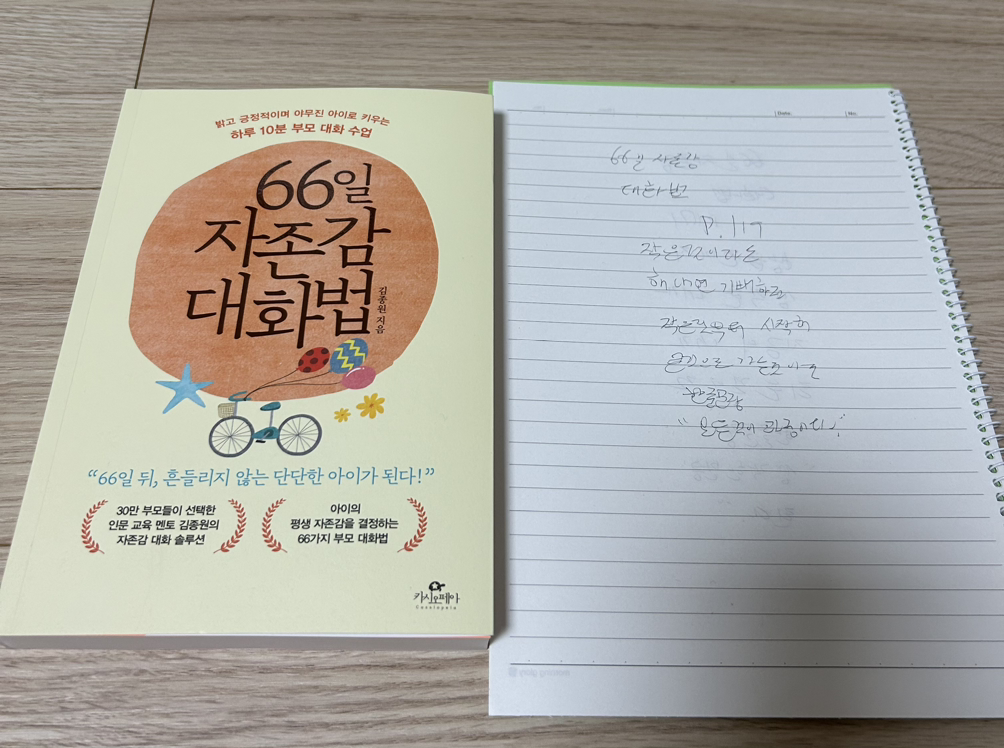 밝고 긍정적이며 야무진 아이로 키우는
하루 10분 부모 대화 수업
66일
자존감
대화법
김종원 지음
“66일 뒤, 흔들리지 않는 단단한 아이가 된다!”
30만 부모들이 선택한
인문 교육 멘토 김종원의
자존감 대화 솔루션
아이의
평생 자존감을 결정하는
66가지 부모 대화법
카시오페아
Cassiopeia
Date.
No.
66일 자존감
대화법
P. 117
작은것이라도
해내면 기뻐하고
작은것부터 시작해
큰것으로
"모든것이 과정이다."